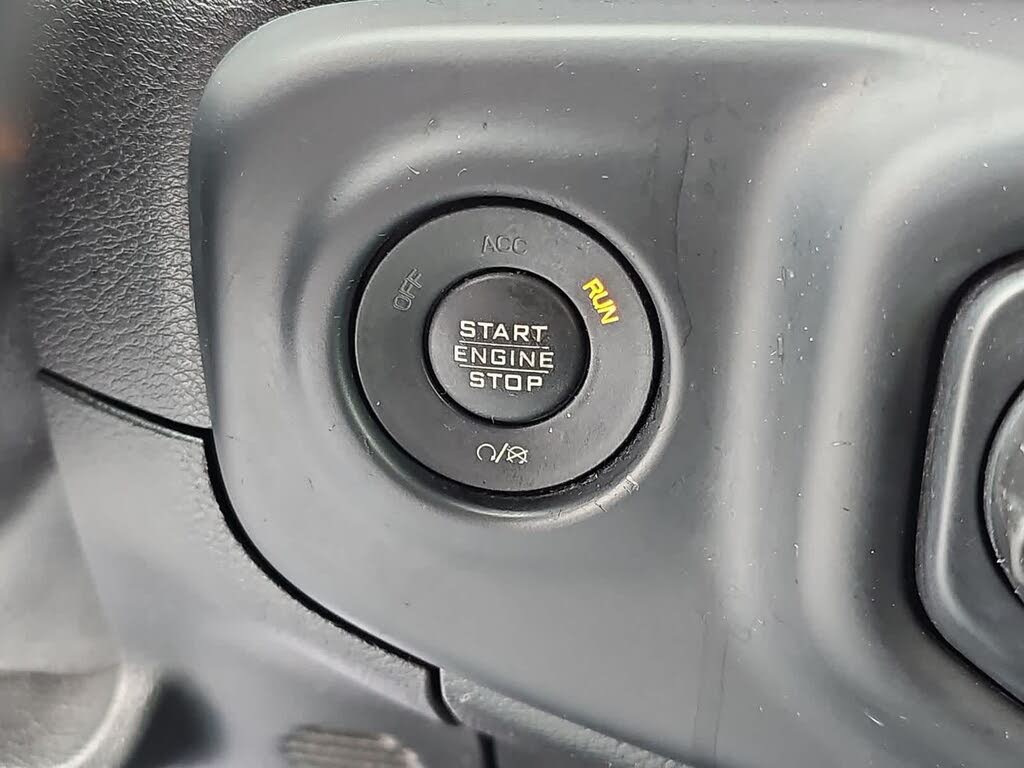 ACC
OFF
RUN
START
ENGINE
STOP